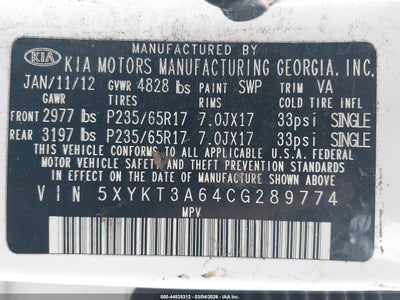 MANUFACTURED BY
KIA KIA MOTORS MANUFACTURING GEORGIA, INC.
JAN/11/12 GVWR 4828 lbs PAINT SWP TRIM VA
GAWR TIRES RIMS COLD TIRE INFLATION
FRONT 2977 lbs P235/65R17 7.0JX17 33psi SINGLE
REAR 3197 lbs P235/65R17 7.0JX17 33psi SINGLE
THIS VEHICLE CONFORMS TO ALL APPLICABLE FEDERAL
MOTOR VEHICLE SAFETY AND THEFT PREVENTION STANDARDS
IN EFFECT ON THE DATE OF MANUFACTURE SHOWN ABOVE.
VIN 5XYKT3A64CG289774
MPV
000-44529312 - 03/04/2026 - IAA Copyright